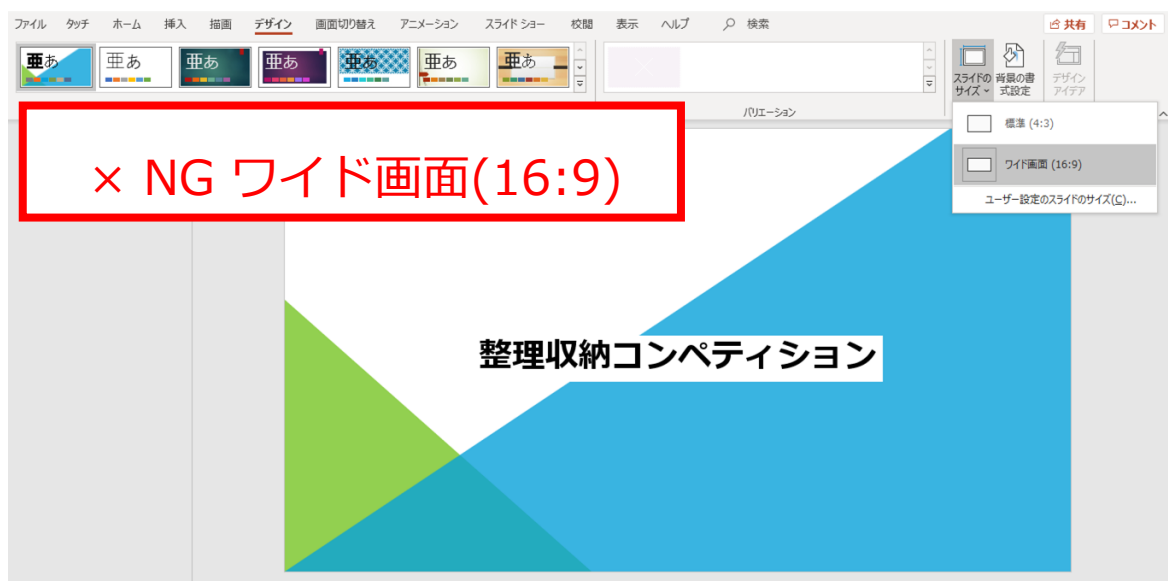 ファイル タッチ ホーム 挿入 描画 デザイン 画面切り替え アニメーション スライド ショー 校閲 表示 ヘルプ 検索 共有 コメント
亜あ 亜あ 亜あ 亜あ 亜あ 亜あ 亜あ
スライドの サイズ 背景の書式設定 デザイン アイデア
バリエーション
標準 (4:3)
ワイド画面 (16:9)
ユーザー設定のスライドのサイズ(C)...
× NG ワイド画面(16:9)
整理収納コンペティション